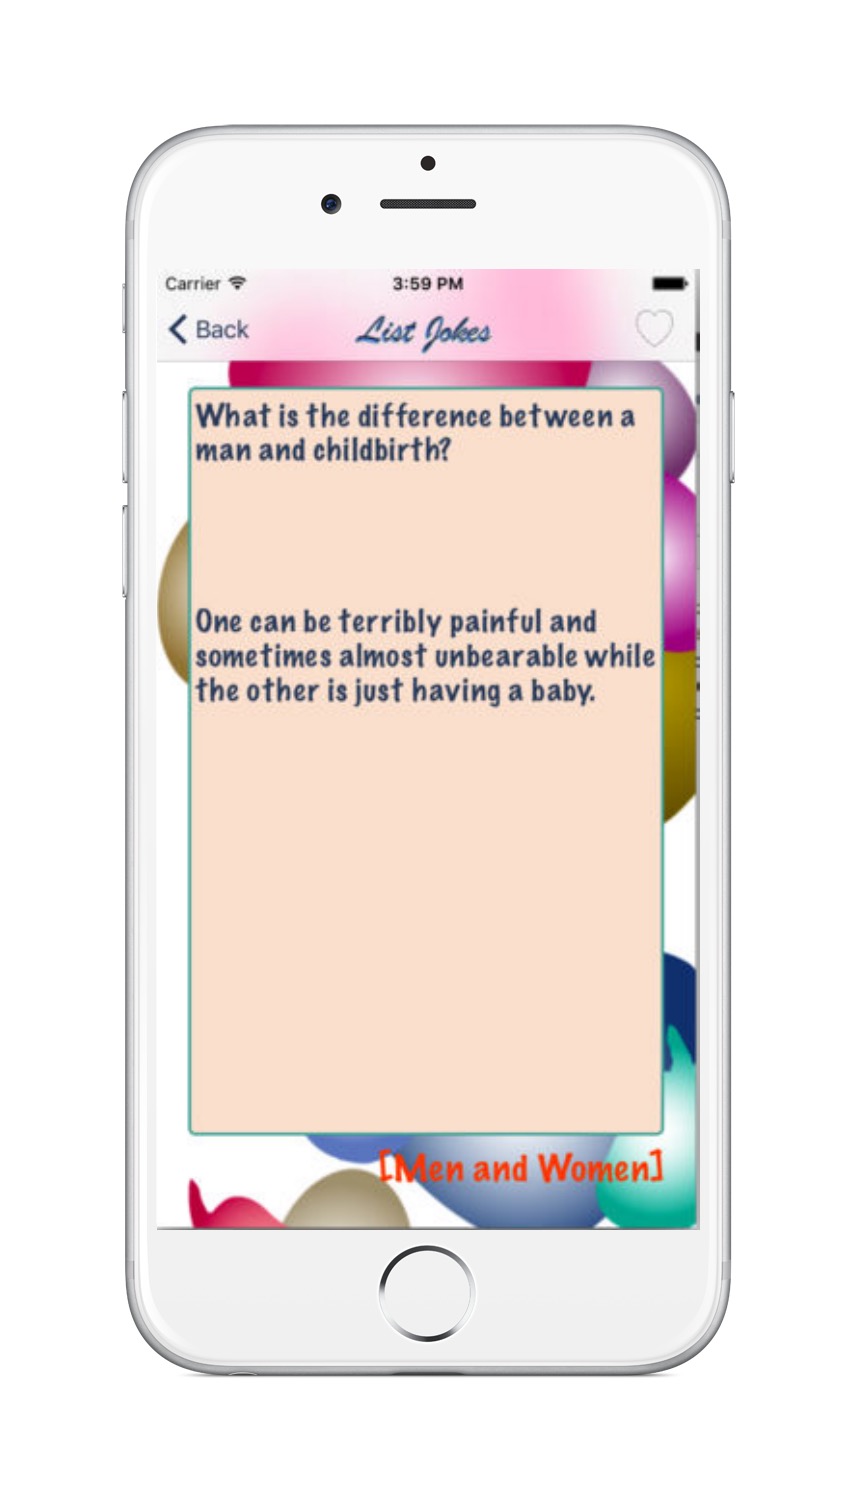 Carrier 3:59 PM
Back List Jokes
What is the difference between a
man and childbirth?
One can be terribly painful and
sometimes almost unbearable while
the other is just having a baby.
[Men and Women]